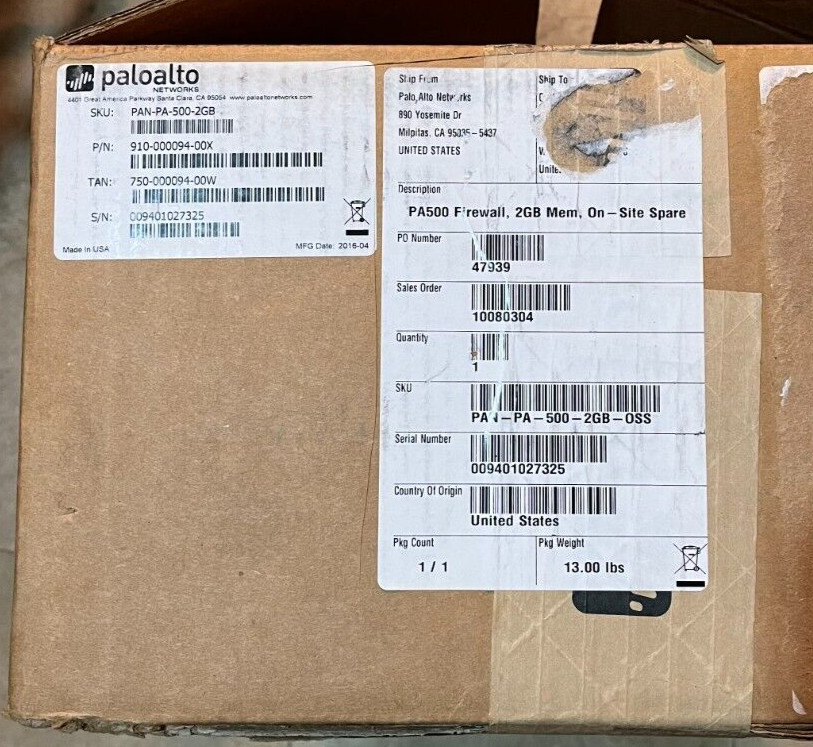 paloalto
NETWORKS
4401 Great America Parkway Santa Clara, CA 95054 www.paloaltonetworks.com
SKU: PAN-PA-500-2GB
P/N: 910-000094-00X
TAN: 750-000094-00W
S/N: 009401027325
Made In USA
MFG Date: 2016-04
Ship From
Palo Alto Networks
890 Yosemite Dr
Milpitas, CA 95035-5437
UNITED STATES
Ship To
Description
PA500 Firewall, 2GB Mem, On-Site Spare
PO Number
47939
Sales Order
10080304
Quantity
1
SKU
PAN-PA-500-2GB-OSS
Serial Number
009401027325
Country Of Origin
United States
Pkg Count
1 / 1
Pkg Weight
13.00 lbs